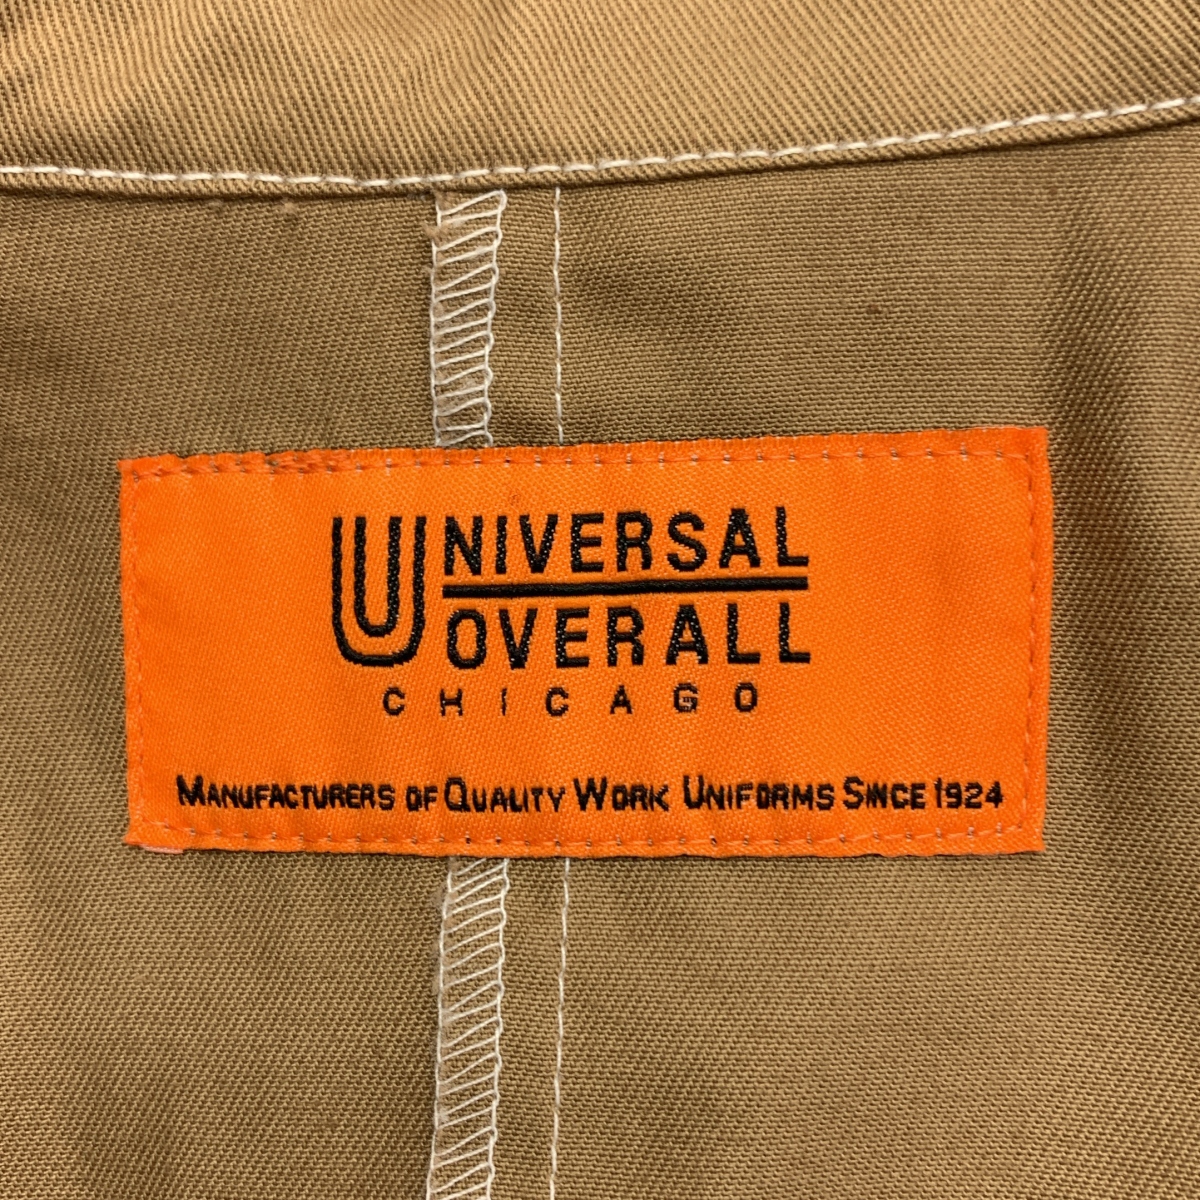 UNIVERSAL
OVERALL
CHICAGO
MANUFACTURERS OF QUALITY WORK UNIFORMS SINCE 1924